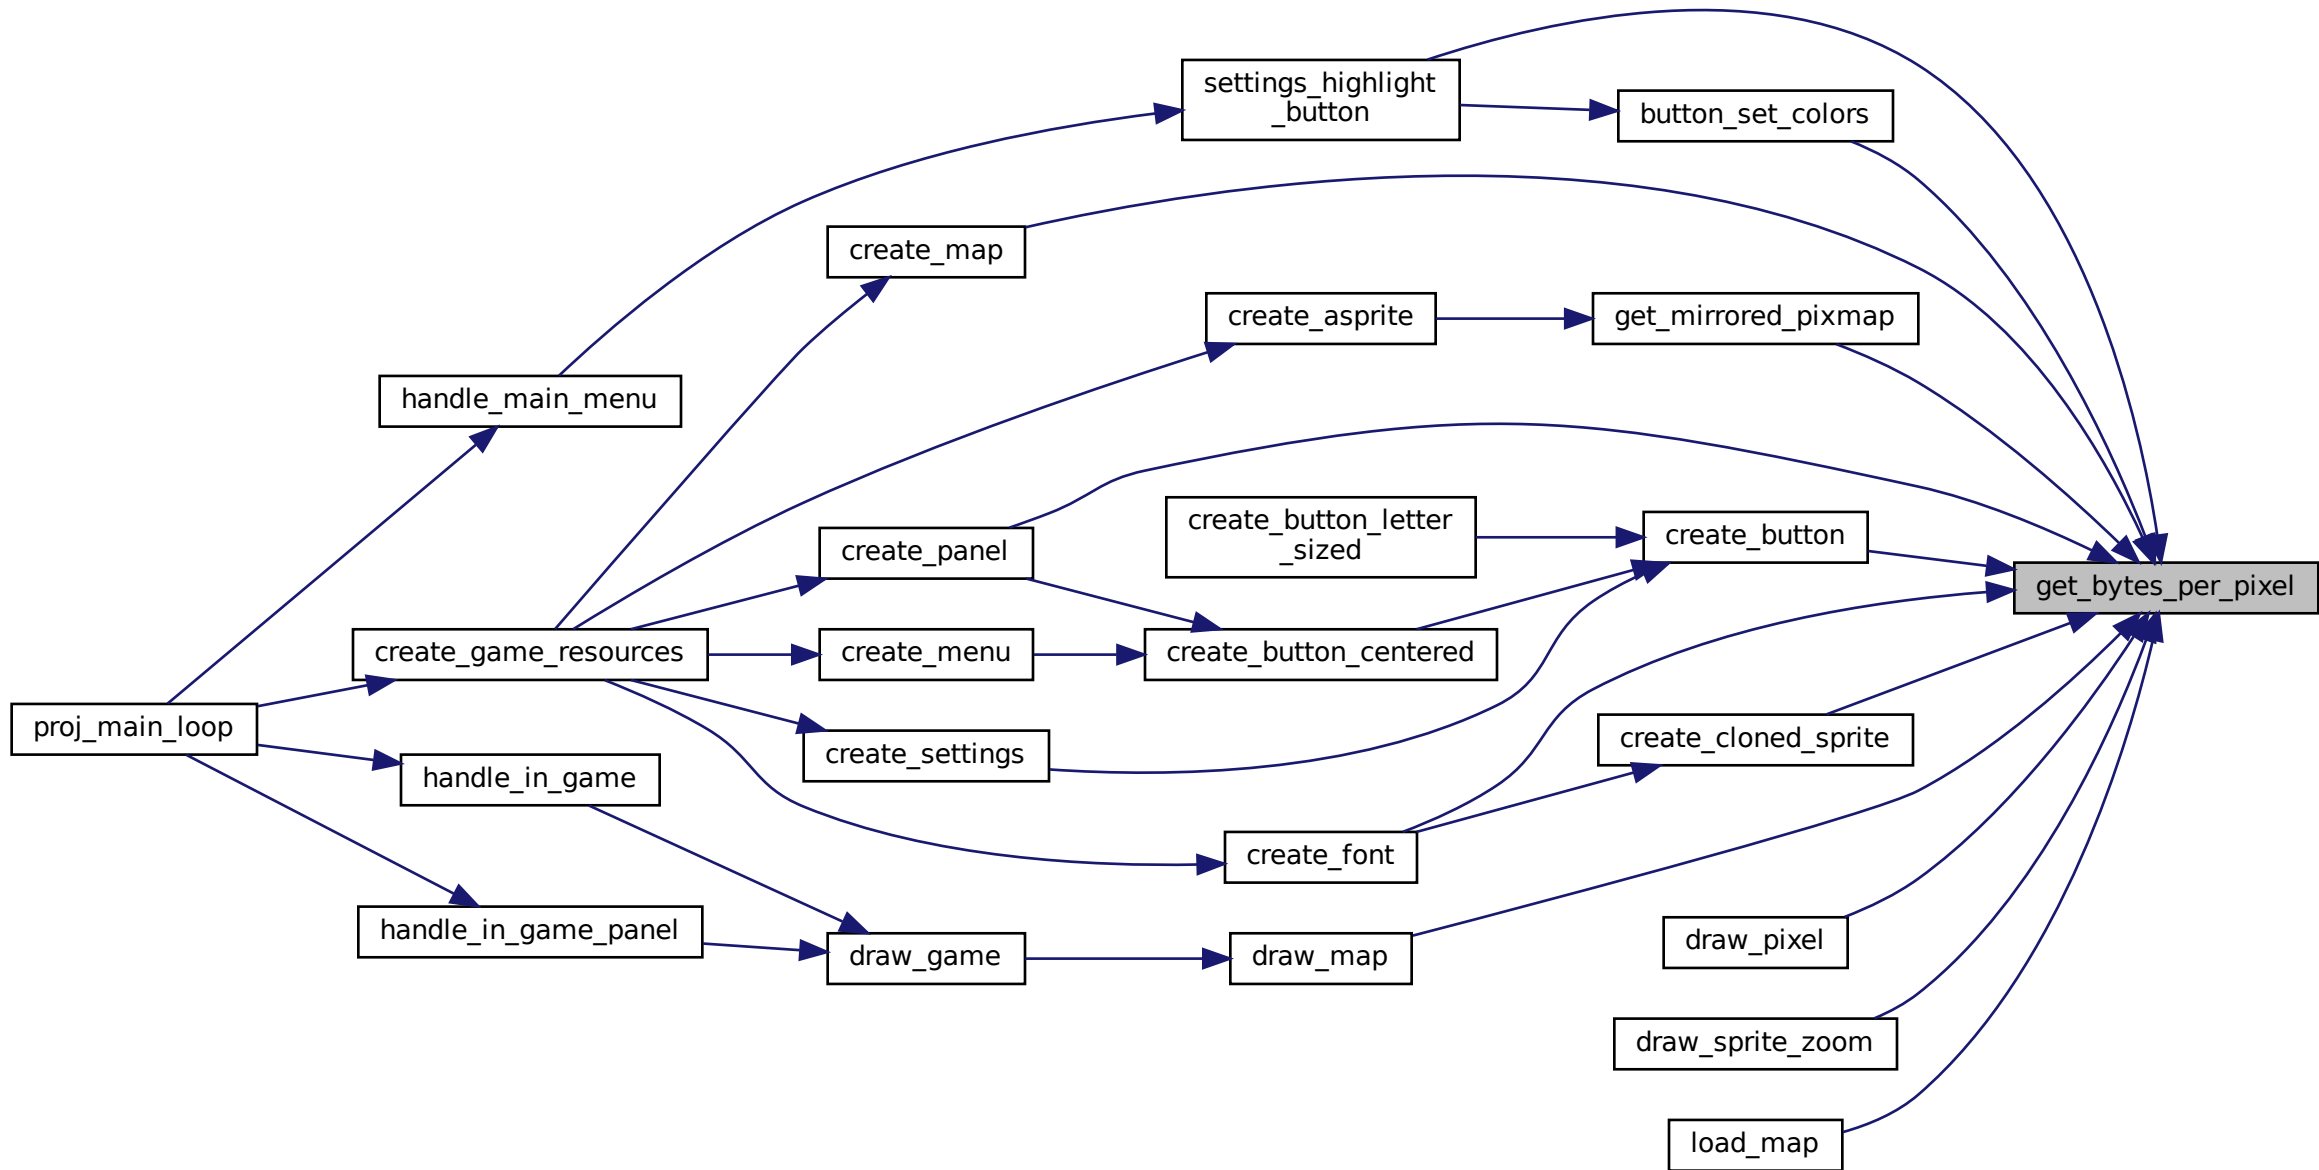 settings_highlight
_button
button_set_colors
create_map
create_asprite
get_mirrored_pixmap
handle_main_menu
create_button_letter
_sized
create_button
create_panel
get_bytes_per_pixel
create_game_resources
create_menu
create_button_centered
proj_main_loop
create_settings
create_cloned_sprite
handle_in_game
create_font
handle_in_game_panel
draw_game
draw_map
draw_pixel
draw_sprite_zoom
load_map